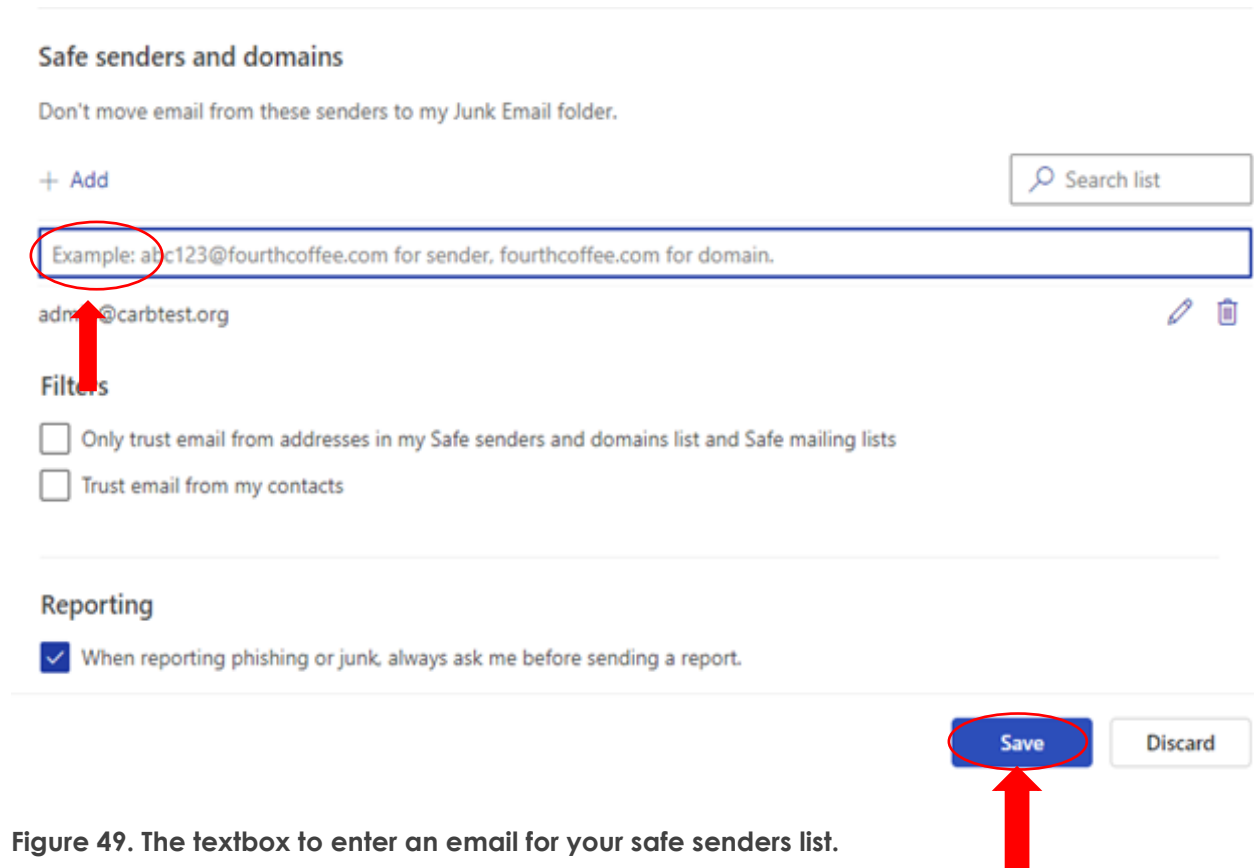 Safe senders and domains
Don't move email from these senders to my Junk Email folder.
+ Add
Search list
Example: abc123@fourthcoffee.com for sender, fourthcoffee.com for domain.
admin@carbtest.org
Filters
Only trust email from addresses in my Safe senders and domains list and Safe mailing lists
Trust email from my contacts
Reporting
When reporting phishing or junk, always ask me before sending a report.
Save
Discard
Figure 49. The textbox to enter an email for your safe senders list.